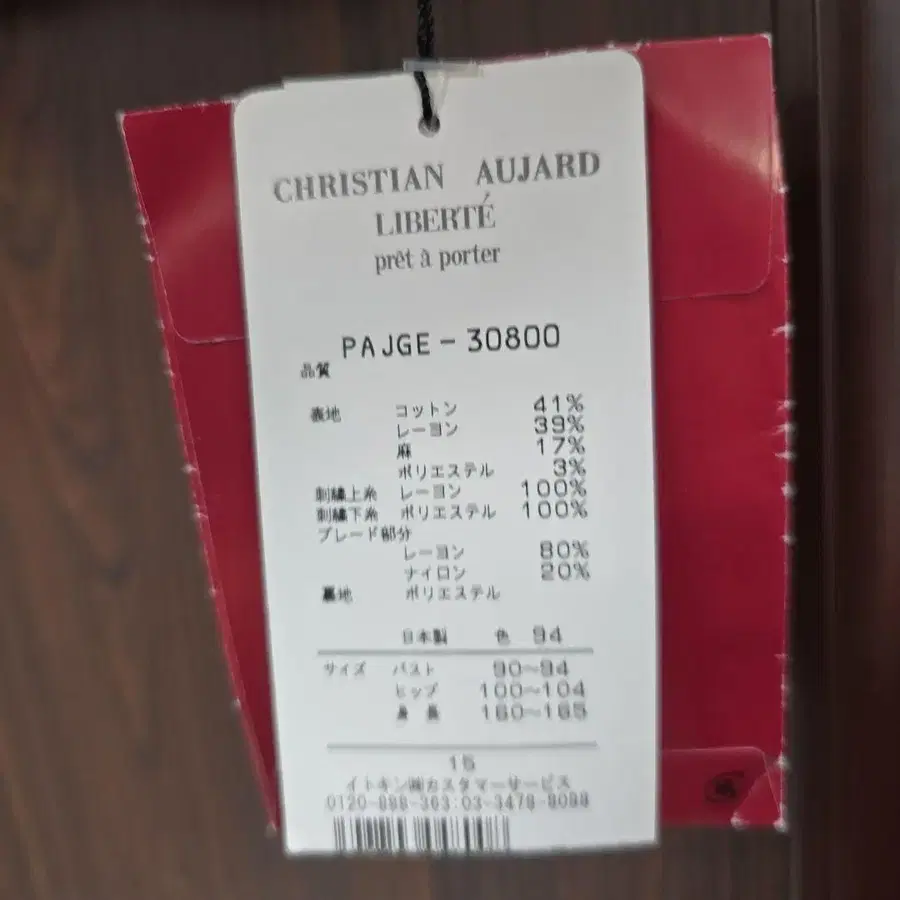 CHRISTIAN AUJARD
LIBERTÉ
prêt à porter
PAJGE-30800
品質
表地 コットン 41%
レーヨン 39%
麻 17%
ポリエステル 3%
刺繍上糸 レーヨン 100%
刺繍下糸 ポリエステル 100%
ブレード部分
レーヨン 80%
ナイロン 20%
裏地 ポリエステル
日本製 色 94
サイズ バスト 90~94
ヒップ 100~104
身長 160~165
15
イトキン㈱カスタマーサービス
0120-888-363:03-3478-8088